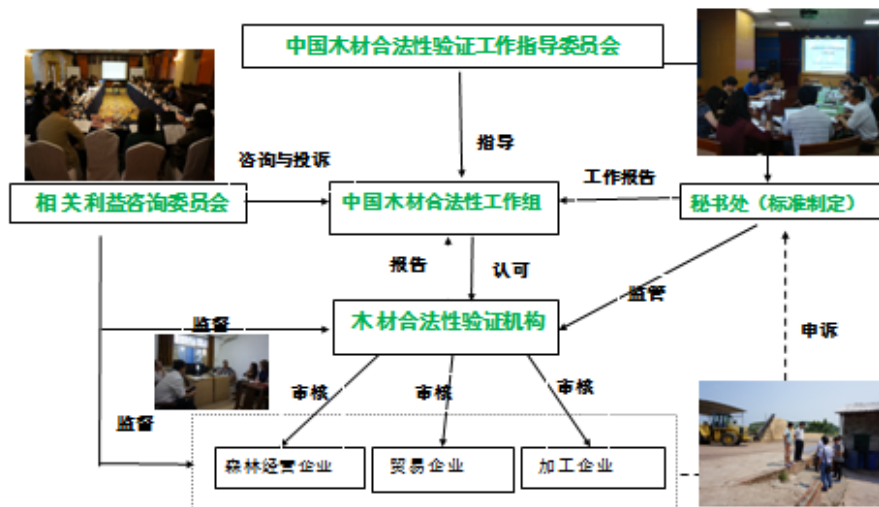 中国木材合法性验证工作指导委员会
指导
咨询与投诉
工作报告
相关利益咨询委员会
中国木材合法性工作组
秘书处（标准制定）
报告
认可
监管
监督
木材合法性验证机构
申诉
审核
审核
审核
监督
森林经营企业
贸易企业
加工企业